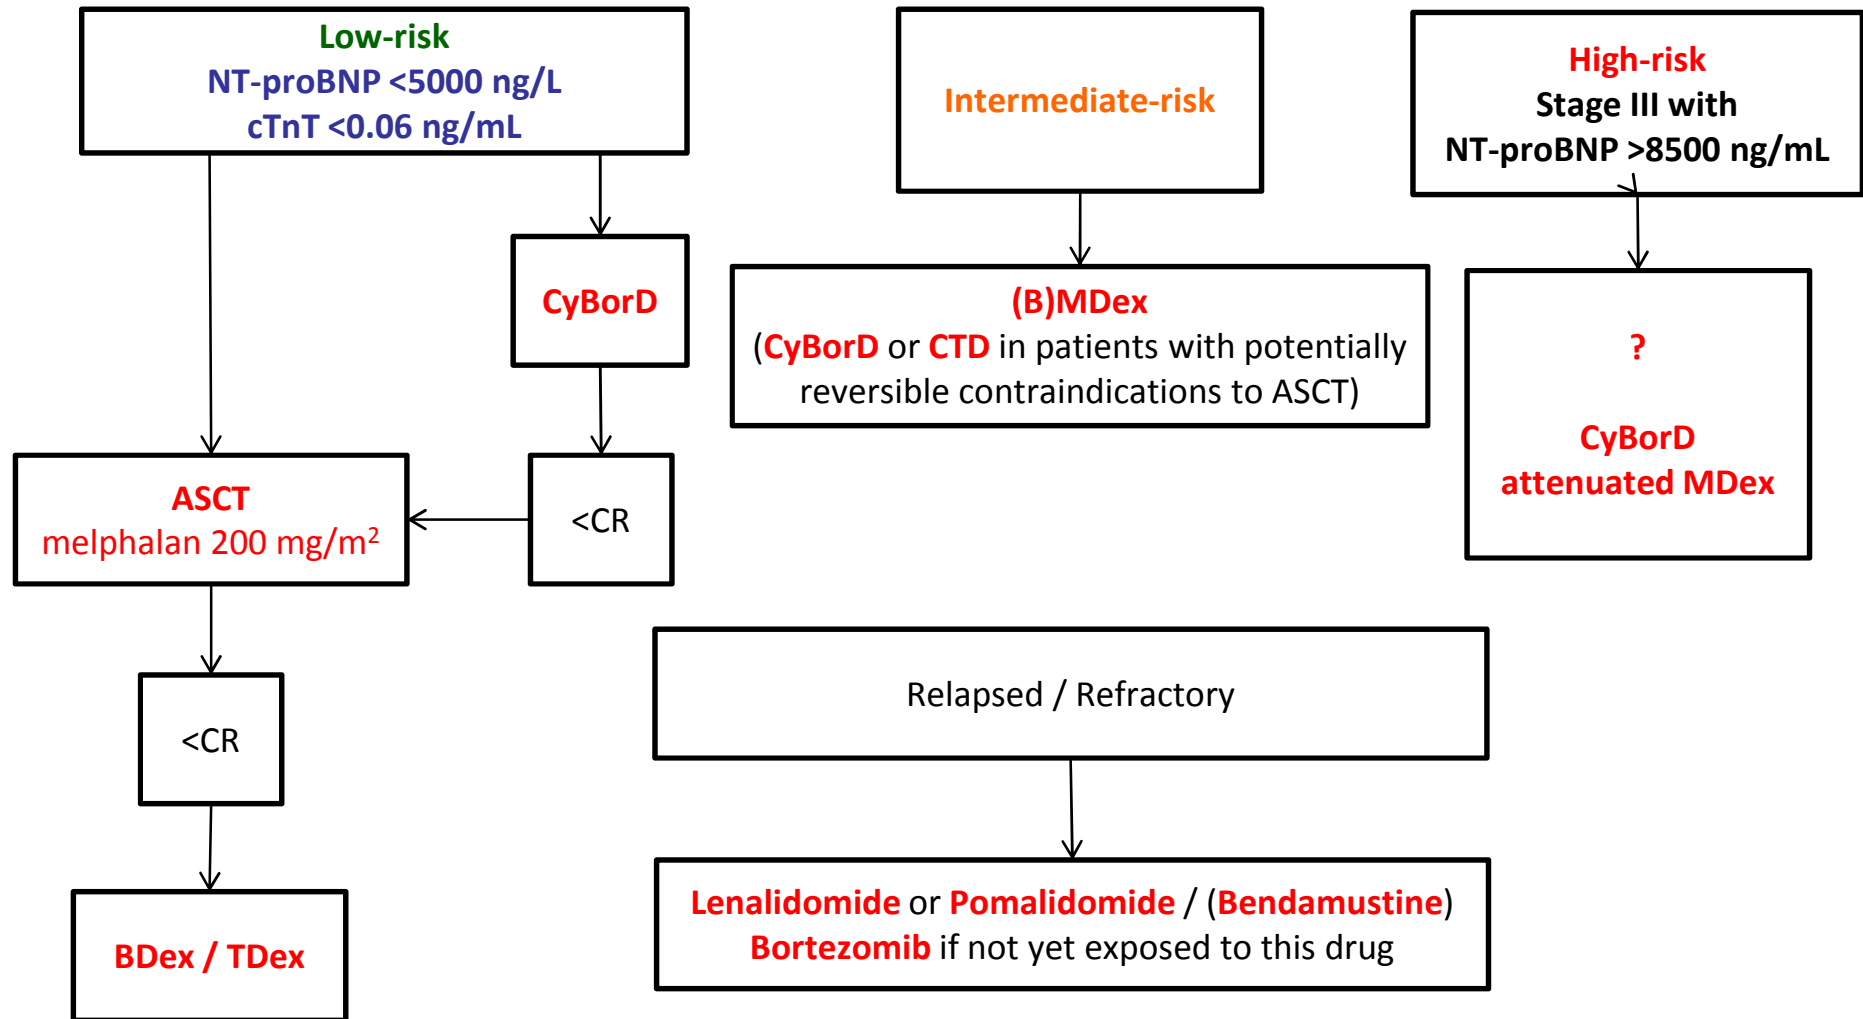 Low-risk
NT-proBNP <5000 ng/L
cTnT <0.06 ng/mL
Intermediate-risk
High-risk
Stage III with
NT-proBNP >8500 ng/mL
CyBorD
(B)MDex
(CyBorD or CTD in patients with potentially
reversible contraindications to ASCT)
?
CyBorD
attenuated MDex
ASCT
melphalan 200 mg/m²
<CR
<CR
Relapsed / Refractory
BDex / TDex
Lenalidomide or Pomalidomide / (Bendamustine)
Bortezomib if not yet exposed to this drug